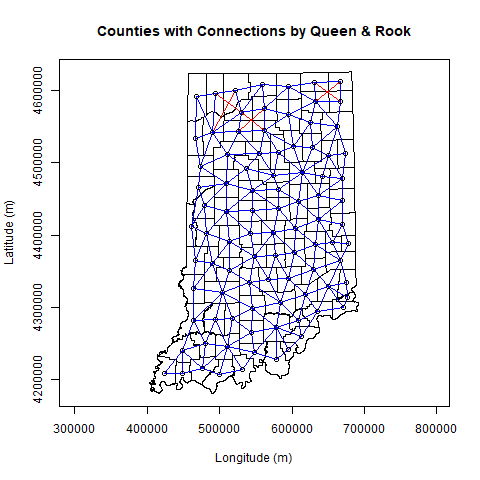 Counties with Connections by Queen & Rook
Latitude (m)
4600000
4500000
4400000
4300000
4200000
300000 400000 500000 600000 700000 800000
Longitude (m)